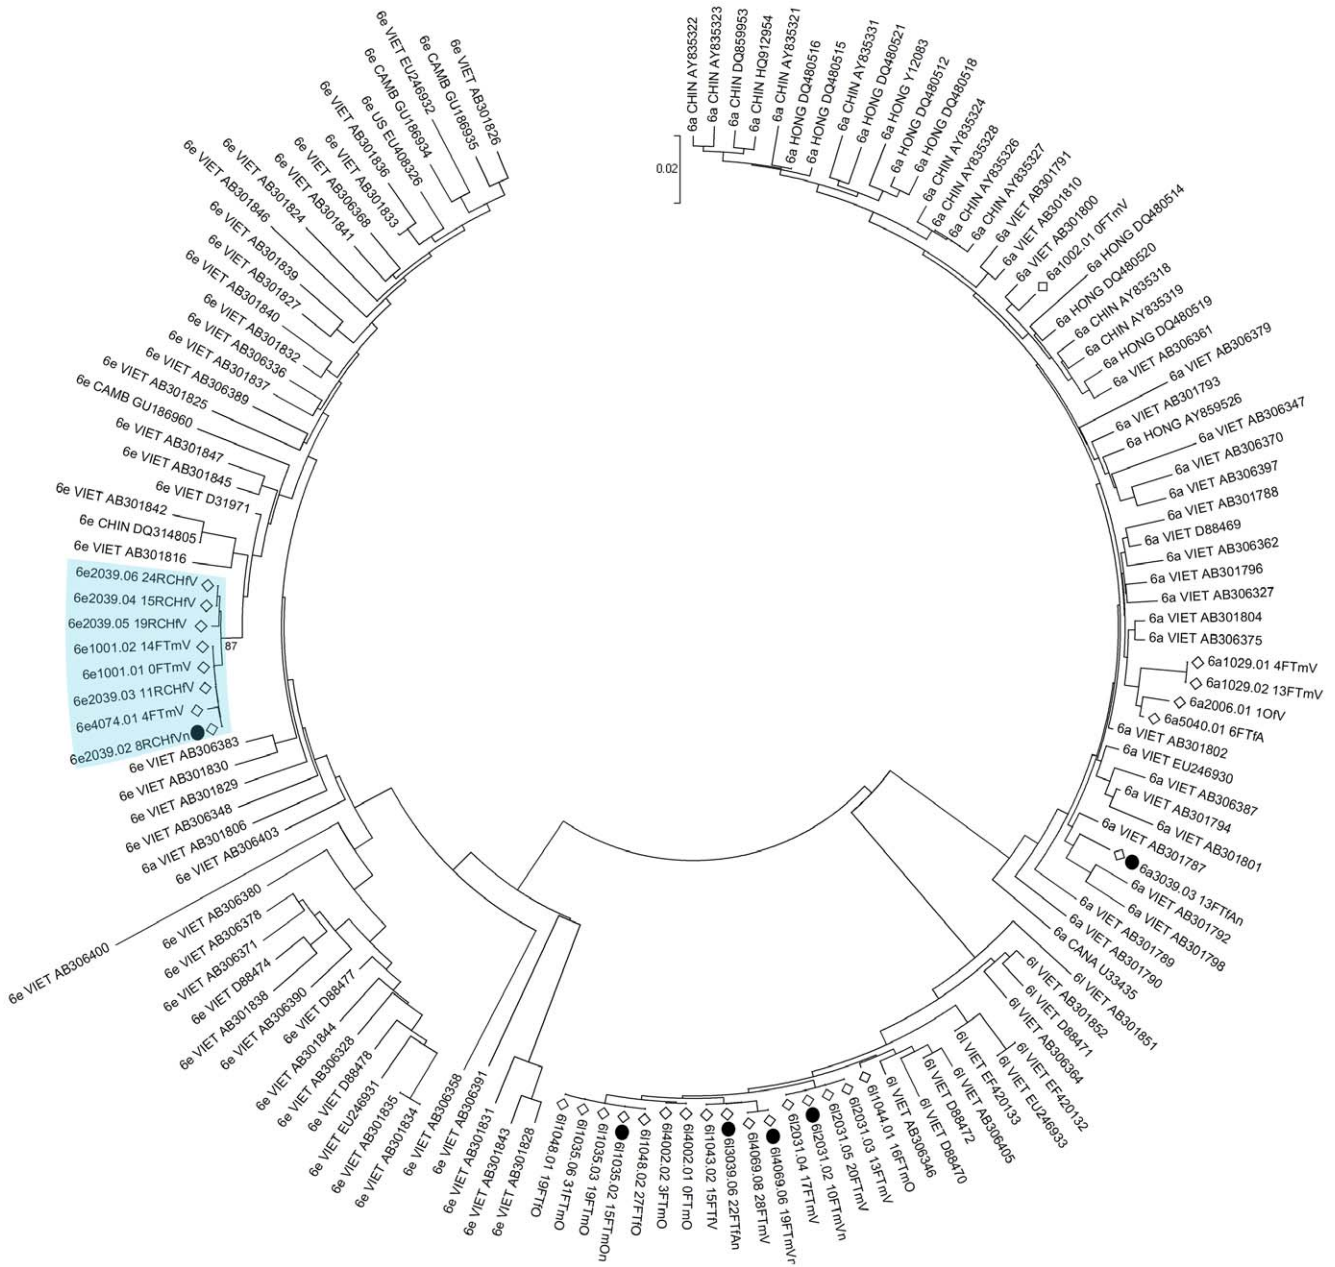 6a CHIN AY835322
6a CHIN AY835323
6a CHIN DQ859953
6a CHIN HQ912954
6a CHIN AY835321
6a HONG DQ480516
6a HONG DQ480515
6a CHIN AY835331
6a HONG DQ480521
6a HONG Y12083
6a HONG DQ480512
6a HONG DQ480518
6a CHIN AY835324
6a CHIN AY835328
6a CHIN AY835326
6a CHIN AY835327
6a VIET AB301791
6a VIET AB301810
6a VIET AB301800
6a1002.01 0FTmV
6a HONG DQ480514
6a HONG DQ480520
6a CHIN AY835318
6a CHIN AY835319
6a HONG DQ480519
6a VIET AB306361
6a VIET AB306379
6a VIET AB301793
6a HONG AY859526
6a VIET AB306347
6a VIET AB306370
6a VIET AB306397
6a VIET AB301788
6a VIET D88469
6a VIET AB306362
6a VIET AB301796
6a VIET AB306327
6a VIET AB301804
6a VIET AB306375
6a1029.01 4FTmV
6a1029.02 13FTmV
6a2006.01 1OfV
6a5040.01 6FTfA
6a VIET AB301802
6a VIET EU246930
6a VIET AB306387
6a VIET AB301794
6a VIET AB301801
6a VIET AB301787
6a3039.03 13FTfAn
6a VIET AB301792
6a VIET AB301798
6a VIET AB301789
6a VIET AB301790
6a CANA U33435
6l VIET AB301851
6l VIET AB301852
6l VIET D88471
6l VIET AB306364
6l VIET EF420132
6l VIET EU246933
6l VIET EF420133
6l VIET AB306405
6l VIET D88472
6l VIET D88470
6l VIET AB306346
6l1044.01 16FTmO
6l2031.03 13FTmV
6l2031.05 20FTmV
6l2031.02 10FTmVn
6l2031.04 17FTmV
6l4069.06 19FTmVn
6l4069.08 28FTmV
6l3039.06 22FTfAn
6l1043.02 15FTfV
6l4002.01 0FTmO
6l4002.02 3FTmO
6l1048.02 27FTfO
6l1035.02 15FTmOn
6l1035.03 19FTmO
6l1035.06 31FTmO
6l1048.01 19FTfO
6e VIET AB301828
6e VIET AB301843
6e VIET AB301831
6e VIET AB306391
6e VIET AB306358
6e VIET AB301834
6e VIET AB301835
6e VIET EU246931
6e VIET D88478
6e VIET AB306328
6e VIET AB301844
6e VIET D88477
6e VIET AB306390
6e VIET AB301838
6e VIET D88474
6e VIET AB306371
6e VIET AB306378
6e VIET AB306380
6e VIET AB306400
6e VIET AB306403
6a VIET AB301806
6e VIET AB306348
6e VIET AB301829
6e VIET AB301830
6e VIET AB306383
6e2039.02 8RCHfVn
6e4074.01 4FTmV
6e2039.03 11RCHfV
6e1001.01 0FTmV
6e1001.02 14FTmV
6e2039.05 19RCHfV
6e2039.04 15RCHfV
6e2039.06 24RCHfV
87
6e VIET AB301816
6e CHIN DQ314805
6e VIET AB301842
6e VIET D31971
6e VIET AB301845
6e VIET AB301847
6e CAMB GU186960
6e VIET AB301825
6e VIET AB306389
6e VIET AB301837
6e VIET AB306336
6e VIET AB301832
6e VIET AB301840
6e VIET AB301827
6e VIET AB301839
6e VIET AB301846
6e VIET AB301824
6e VIET AB301841
6e VIET AB306368
6e VIET AB301833
6e VIET AB301836
6e US EU408326
6e CAMB GU186934
6e VIET EU246932
6e CAMB GU186935
6e VIET AB301826
0.02